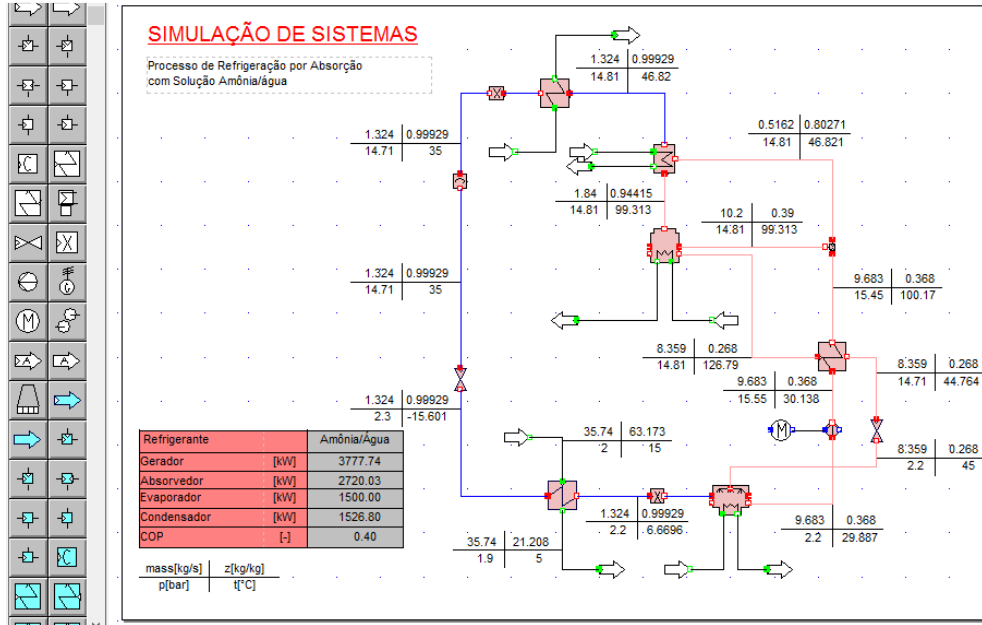 SIMULAÇÃO DE SISTEMAS
Processo de Refrigeração por Absorção
com Solução Amônia/água
1.324 0.99929
14.81 46.82
1.324 0.99929
14.71 35
0.5162 0.80271
14.81 46.821
1.84 0.94415
14.81 99.313
10.2 0.39
14.81 99.313
1.324 0.99929
14.71 35
9.683 0.368
15.45 100.17
8.359 0.268
14.81 126.79
8.359 0.268
14.71 44.764
9.683 0.368
15.55 30.138
1.324 0.99929
2.3 -15.601
35.74 63.173
2 15
M
8.359 0.268
2.2 45
Refrigerante Amônia/Água
Gerador [kW] 3777.74
Absorvedor [kW] 2720.03
Evaporador [kW] 1500.00
Condensador [kW] 1526.80
COP [-] 0.40
1.324 0.99929
2.2 6.6696
9.683 0.368
2.2 29.887
35.74 21.208
1.9 5
mass[kg/s] z[kg/kg]
p[bar] t[°C]